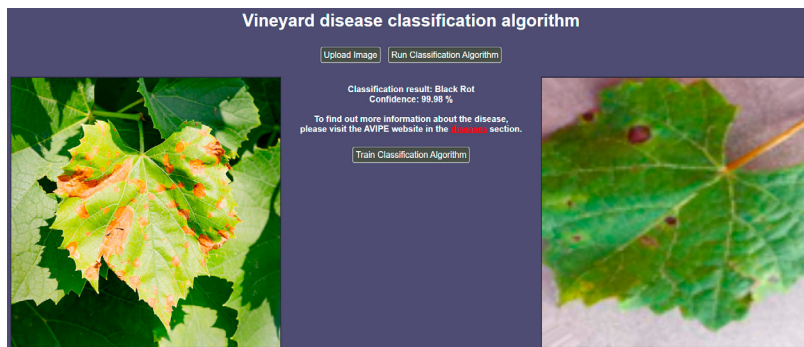 Vineyard disease classification algorithm
Upload Image
Run Classification Algorithm
Classification result: Black Rot
Confidence: 99.98 %
To find out more information about the disease,
please visit the AVIPE website in the diseases section.
Train Classification Algorithm